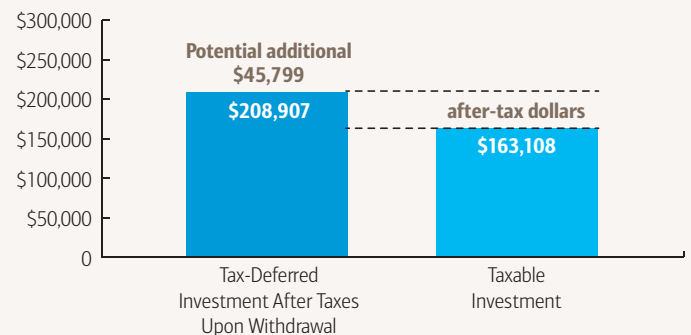 $300,000
$250,000
$200,000
$150,000
$100,000
$50,000
0
Potential additional
$45,799
$208,907
after-tax dollars
$163,108
Tax-Deferred
Investment After Taxes
Upon Withdrawal
Taxable
Investment